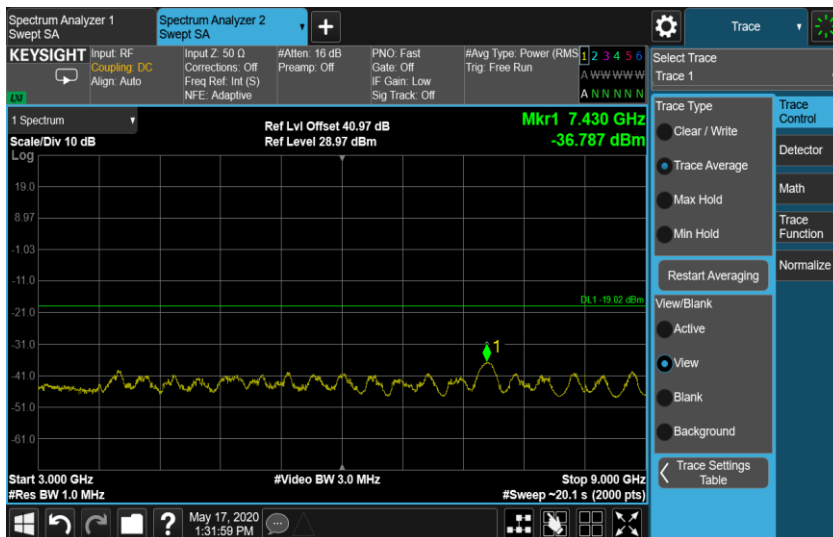 Spectrum Analyzer 1
Swept SA
Spectrum Analyzer 2
Swept SA
Trace
KEYSIGHT
LXI
Input: RF
Coupling: DC
Align: Auto
Input Z: 50 Ω
Corrections: Off
Freq Ref: Int (S)
NFE: Adaptive
#Atten: 16 dB
Preamp: Off
PNO: Fast
Gate: Off
IF Gain: Low
Sig Track: Off
#Avg Type: Power (RMS
Trig: Free Run
1 2 3 4 5 6
A W W W W W
A N N N N N
Select Trace
Trace 1
1 Spectrum
Scale/Div 10 dB
Log
Ref Lvl Offset 40.97 dB
Ref Level 28.97 dBm
Mkr1 7.430 GHz
-36.787 dBm
19.0
8.97
-1.03
-11.0
-21.0
-31.0
-41.0
-51.0
-61.0
DL1 -19.02 dBm
1
Start 3.000 GHz
#Res BW 1.0 MHz
#Video BW 3.0 MHz
Stop 9.000 GHz
#Sweep ~20.1 s (2000 pts)
Trace Type
Clear / Write
Trace Average
Max Hold
Min Hold
Restart Averaging
View/Blank
Active
View
Blank
Background
Trace Settings
Table
Trace
Control
Detector
Math
Trace
Function
Normalize
?
May 17, 2020
1:31:59 PM